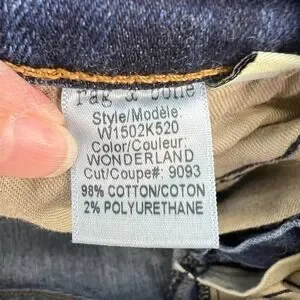 rag & bone
Style/Modèle:
W1502K520
Color/Couleur:
WONDERLAND
Cut/Coupe#: 9093
98% COTTON/COTON
2% POLYURETHANE